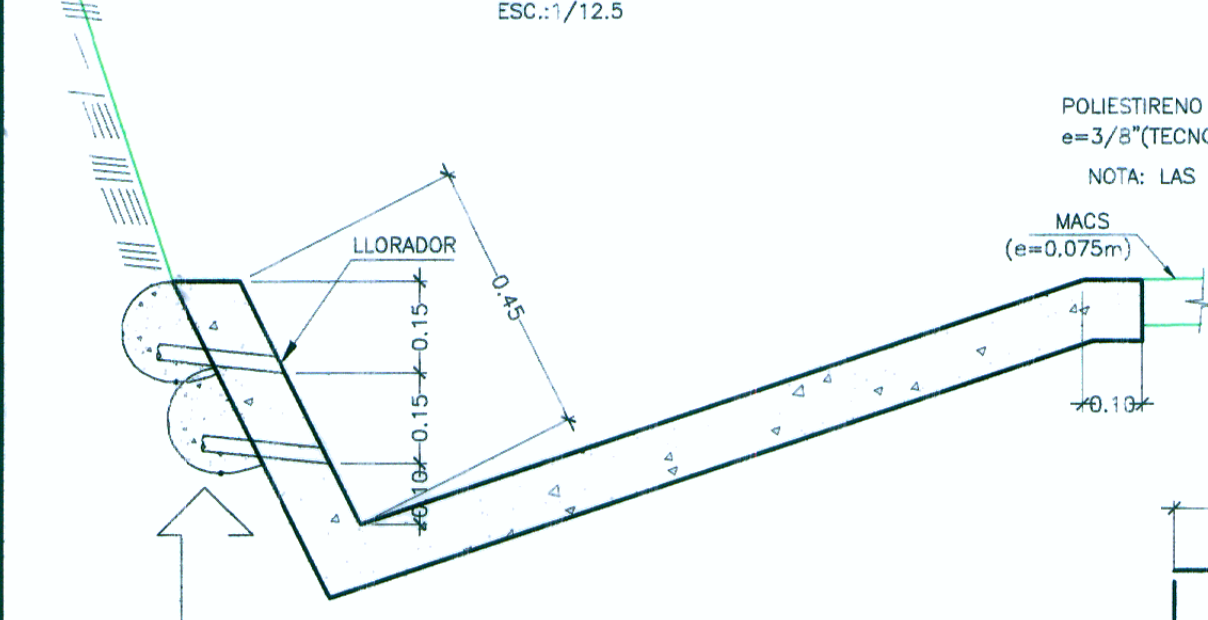 ESC.:1/12.5
POLIESTIRENO
e=3/8"(TECNO
NOTA: LAS
MACS
(e=0.075m)
LLORADOR
0.45
0.15
0.15
0.10
0.10